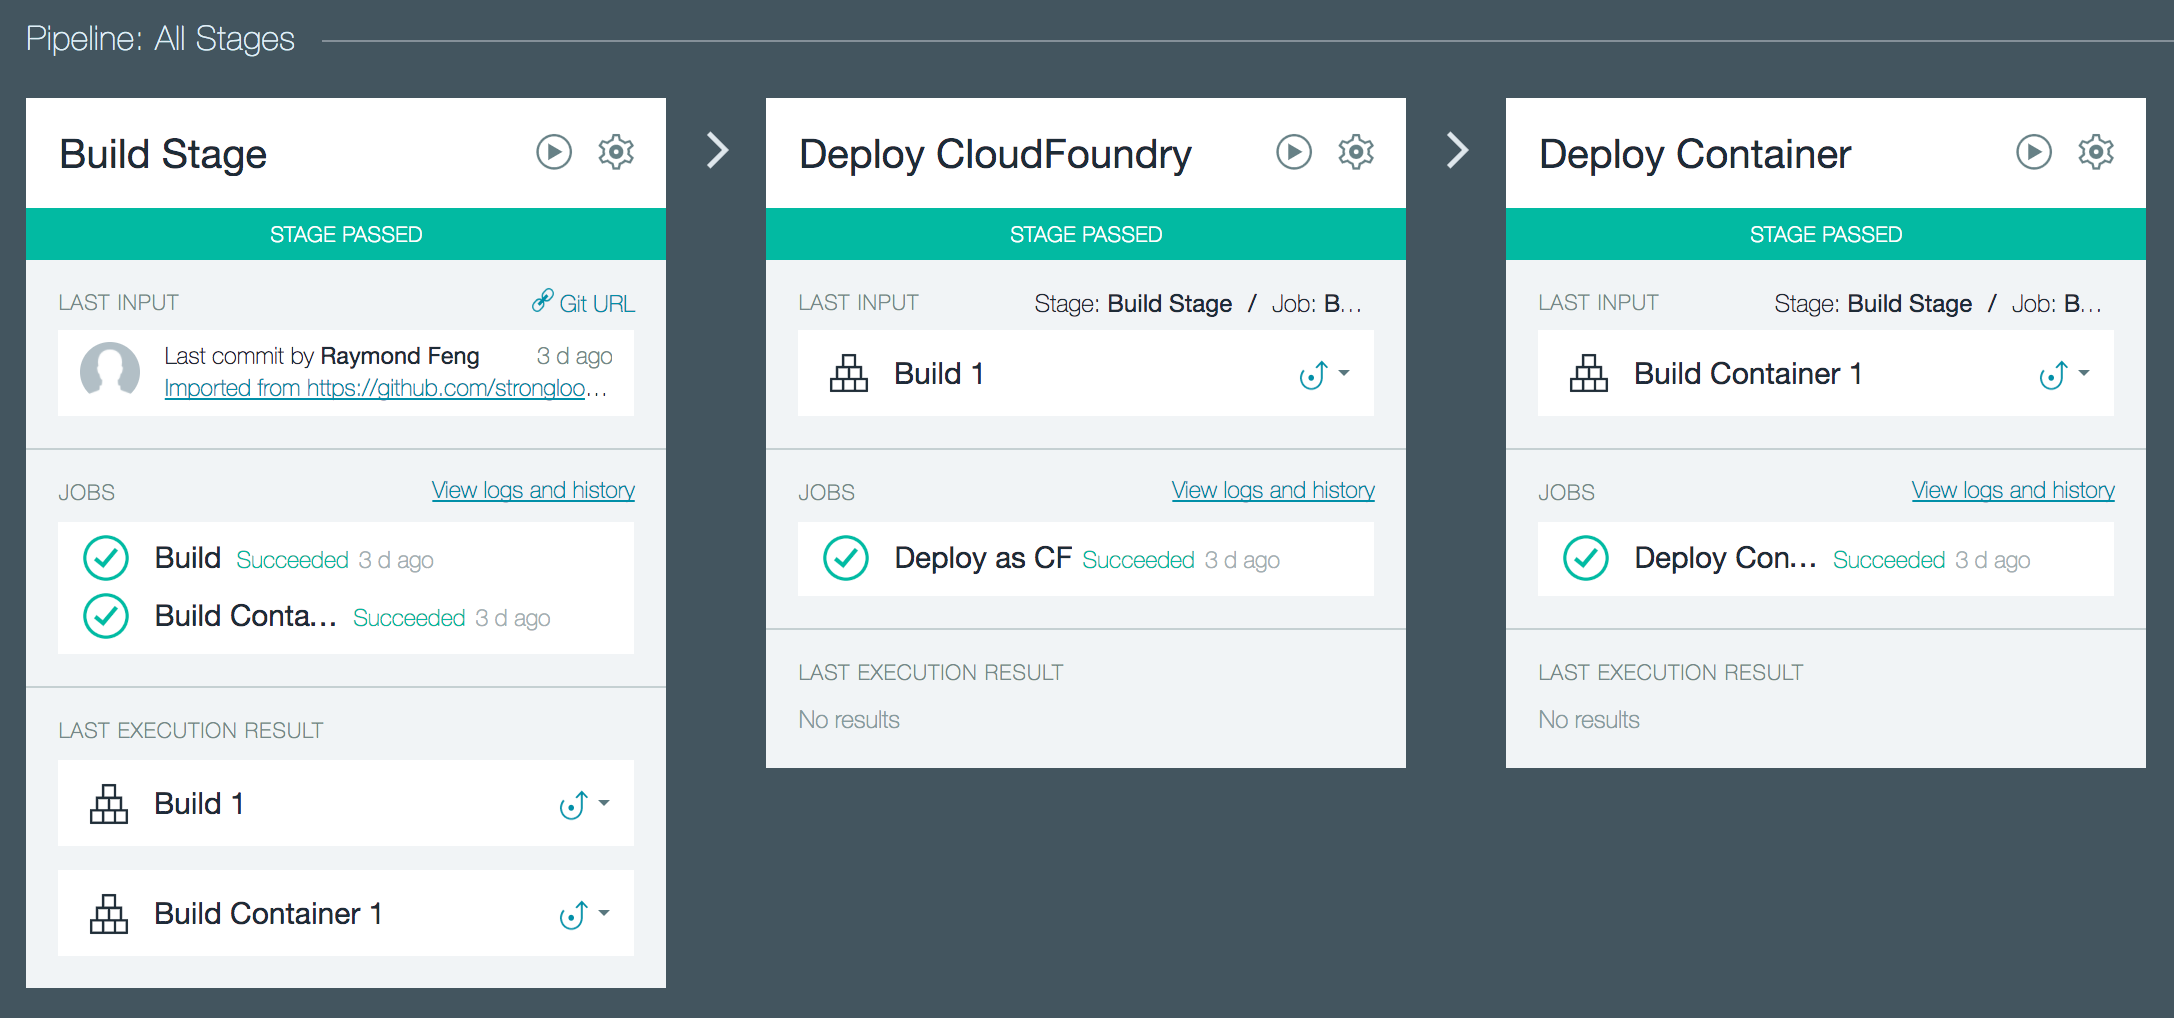 Pipeline: All Stages
Build Stage
STAGE PASSED
LAST INPUT
Git URL
Last commit by Raymond Feng 3 d ago
Imported from https://github.com/strongloo...
JOBS
View logs and history
Build Succeeded 3 d ago
Build Conta... Succeeded 3 d ago
LAST EXECUTION RESULT
Build 1
Build Container 1
Deploy CloudFoundry
STAGE PASSED
LAST INPUT
Stage: Build Stage / Job: B...
Build 1
JOBS
View logs and history
Deploy as CF Succeeded 3 d ago
LAST EXECUTION RESULT
No results
Deploy Container
STAGE PASSED
LAST INPUT
Stage: Build Stage / Job: B...
Build Container 1
JOBS
View logs and history
Deploy Con... Succeeded 3 d ago
LAST EXECUTION RESULT
No results